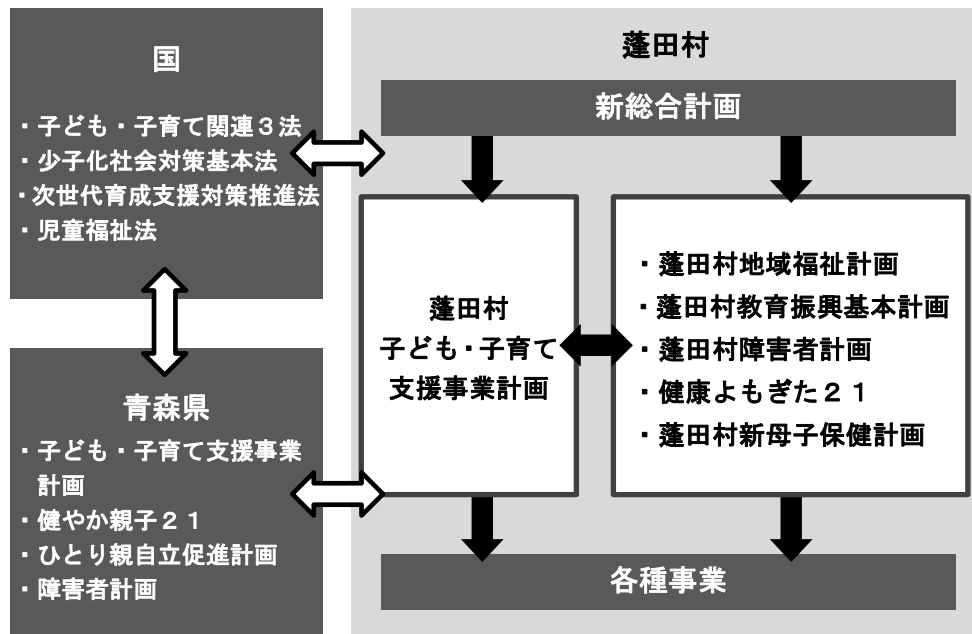 国
・子ども・子育て関連３法
・少子化社会対策基本法
・次世代育成支援対策推進法
・児童福祉法
青森県
・子ども・子育て支援事業
計画
・健やか親子２１
・ひとり親自立促進計画
・障害者計画
蓬田村
新総合計画
蓬田村
子ども・子育て
支援事業計画
・蓬田村地域福祉計画
・蓬田村教育振興基本計画
・蓬田村障害者計画
・健康よもぎた２１
・蓬田村新母子保健計画
各種事業